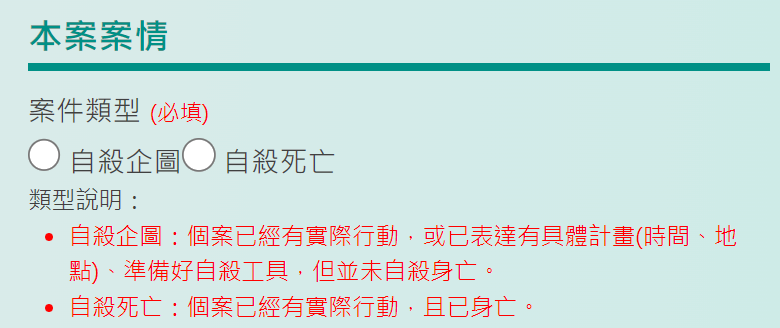 本案案情
案件類型 (必填)
自殺企圖 自殺死亡
類型說明：
• 自殺企圖：個案已經有實際行動，或已表達有具體計畫(時間、地
點)、準備好自殺工具，但並未自殺身亡。
• 自殺死亡：個案已經有實際行動，且已身亡。